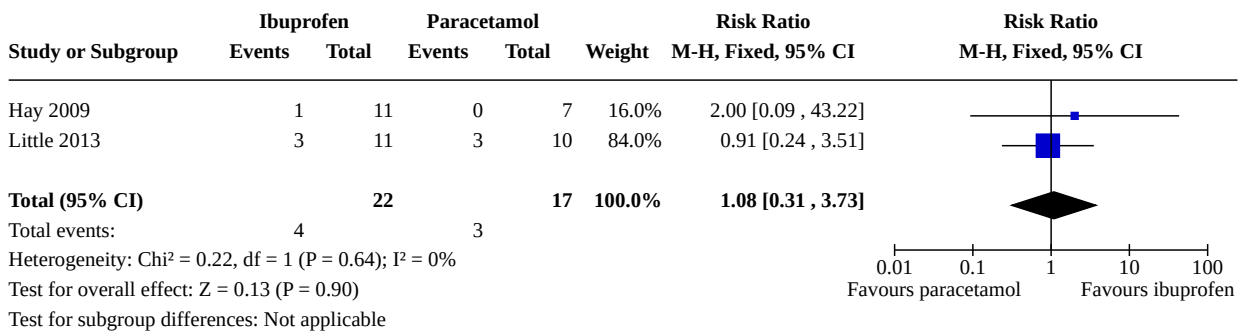 Ibuprofen Paracetamol Risk Ratio Risk Ratio
Study or Subgroup Events Total Events Total Weight M-H, Fixed, 95% CI M-H, Fixed, 95% CI
Hay 2009 1 11 0 7 16.0% 2.00 [0.09 , 43.22]
Little 2013 3 11 3 10 84.0% 0.91 [0.24 , 3.51]
Total (95% CI) 22 17 100.0% 1.08 [0.31 , 3.73]
Total events: 4 3
Heterogeneity: Chi² = 0.22, df = 1 (P = 0.64); I² = 0%
Test for overall effect: Z = 0.13 (P = 0.90)
Test for subgroup differences: Not applicable
0.01 0.1 1 10 100
Favours paracetamol Favours ibuprofen